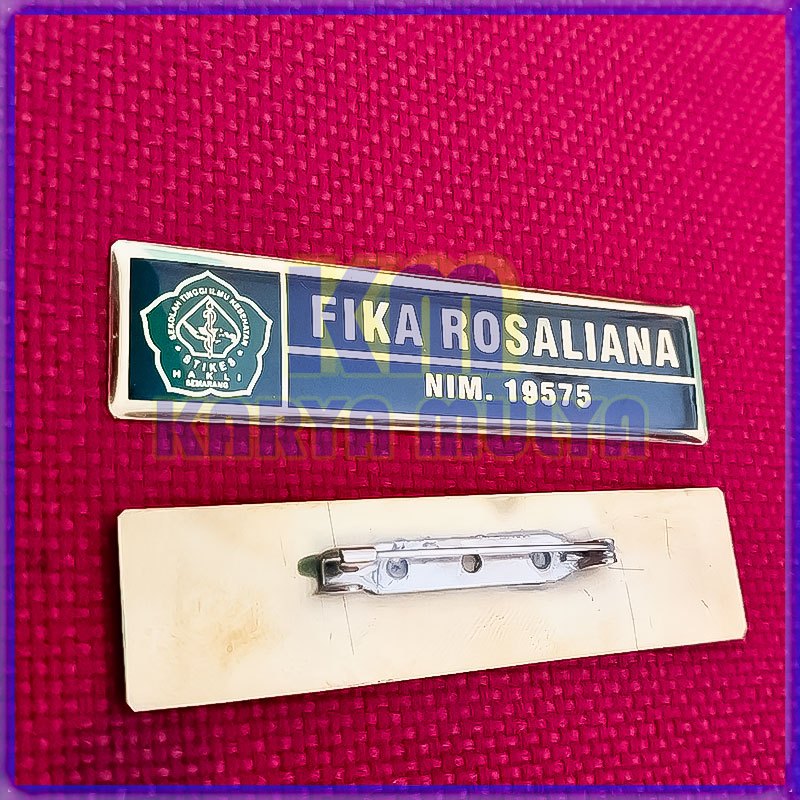 SEKOLAH TINGGI ILMU KESEHATAN
STIKES
HAKLI
SEMARANG
FIKA ROSALIANA
NIM. 19575
KM
KARYA MULYA